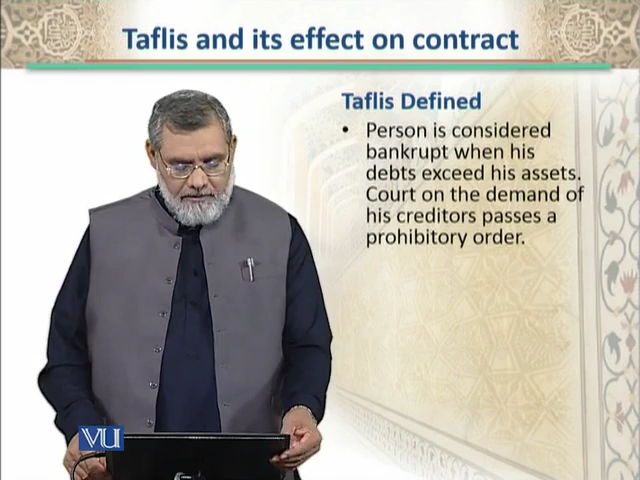 Taflis and its effect on contract
Taflis Defined
• Person is considered
bankrupt when his
debts exceed his assets.
Court on the demand of
his creditors passes a
prohibitory order.
VU